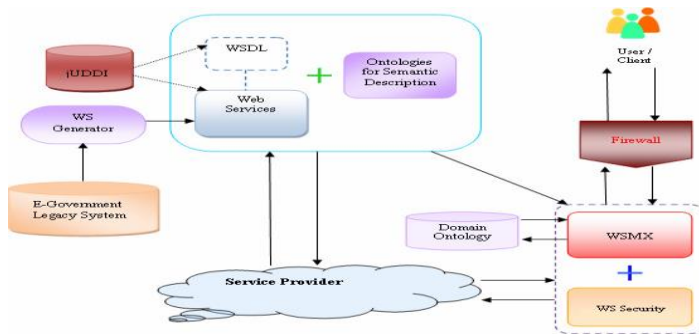 WSDL
jUDDI
Ontologies
for Semantic
Description
User /
Client
Web
Services
WS
Generator
Firewall
E-Government
Legacy System
Domain
Ontology
WSMX
Service Provider
WS Security